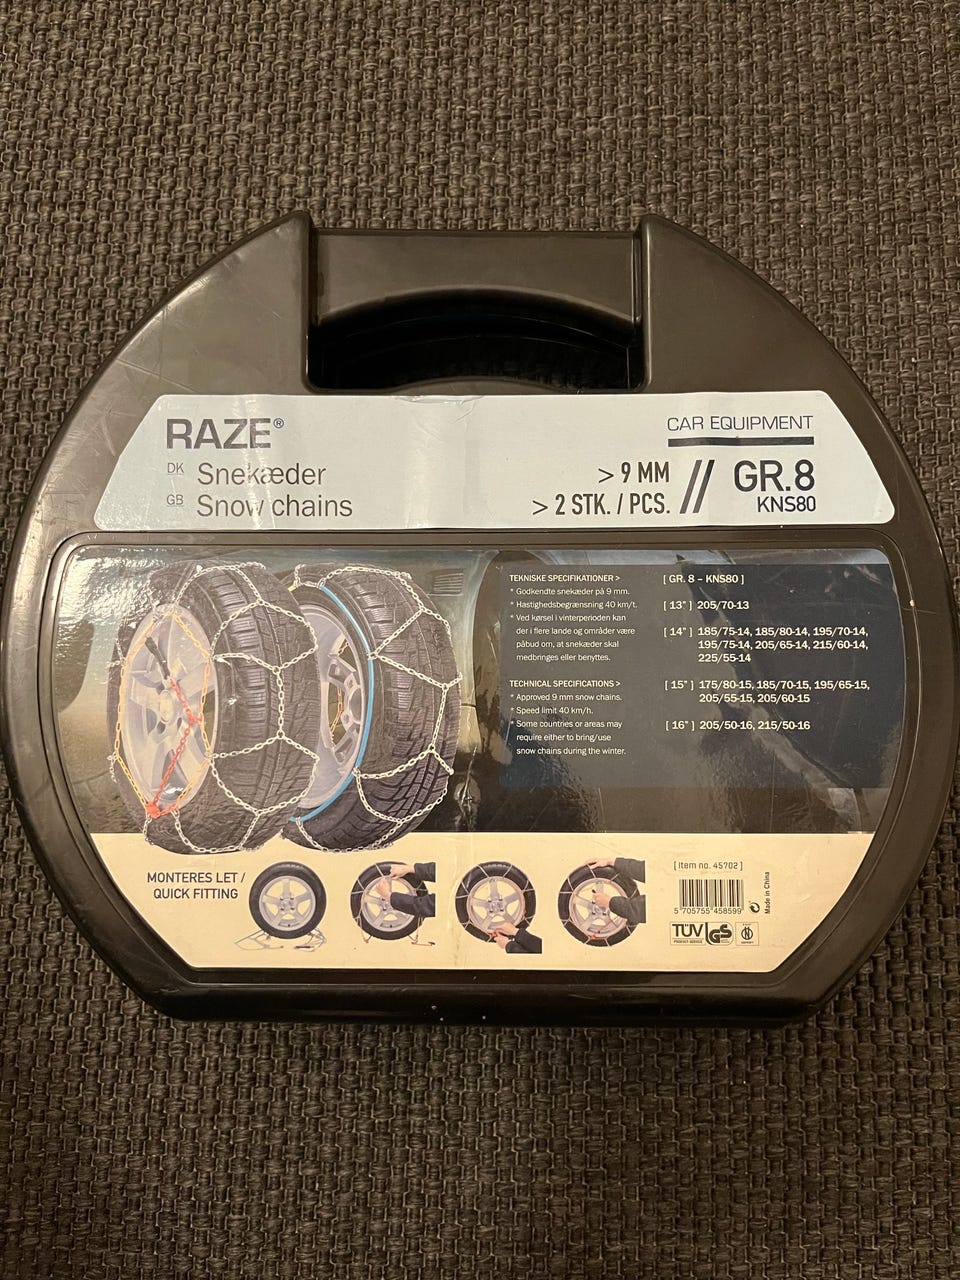 RAZE®
CAR EQUIPMENT
DK Snekæder
GB Snow chains
> 9 MM
> 2 STK. / PCS.
// GR.8
KNS80
TEKNISKE SPECIFIKATIONER >
* Godkendte snekæder på 9 mm.
* Hastighedsbegrænsning 40 km/t.
* Ved kørsel i vinterperioden kan
der i flere lande og områder være
påbud om, at snekæder skal
medbringes eller benyttes.
TECHNICAL SPECIFICATIONS >
* Approved 9 mm snow chains.
* Speed limit 40 km/h.
* Some countries or areas may
require either to bring/use
snow chains during the winter.
[ GR. 8 – KNS80 ]
[ 13" ] 205/70-13
[ 14" ] 185/75-14, 185/80-14, 195/70-14,
195/75-14, 205/65-14, 215/60-14,
225/55-14
[ 15" ] 175/80-15, 185/70-15, 195/65-15,
205/55-15, 205/60-15
[ 16" ] 205/50-16, 215/50-16
MONTERES LET /
QUICK FITTING
[ Item no. 45702 ]
5 705755 458599
Made in China
TÜV
PRODUCT SERVICE
GS